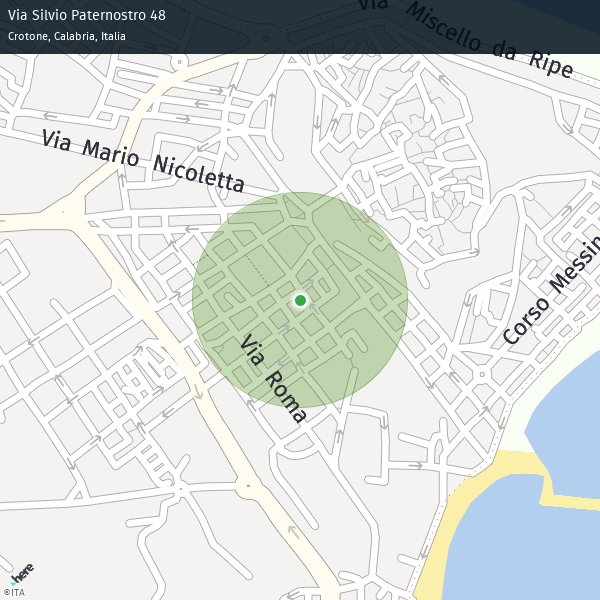 Via Silvio Paternostro 48
Crotone, Calabria, Italia
Via Miscello da Ripe
Via Mario Nicoletta
Corso Messin
Via Roma
here
©ITA